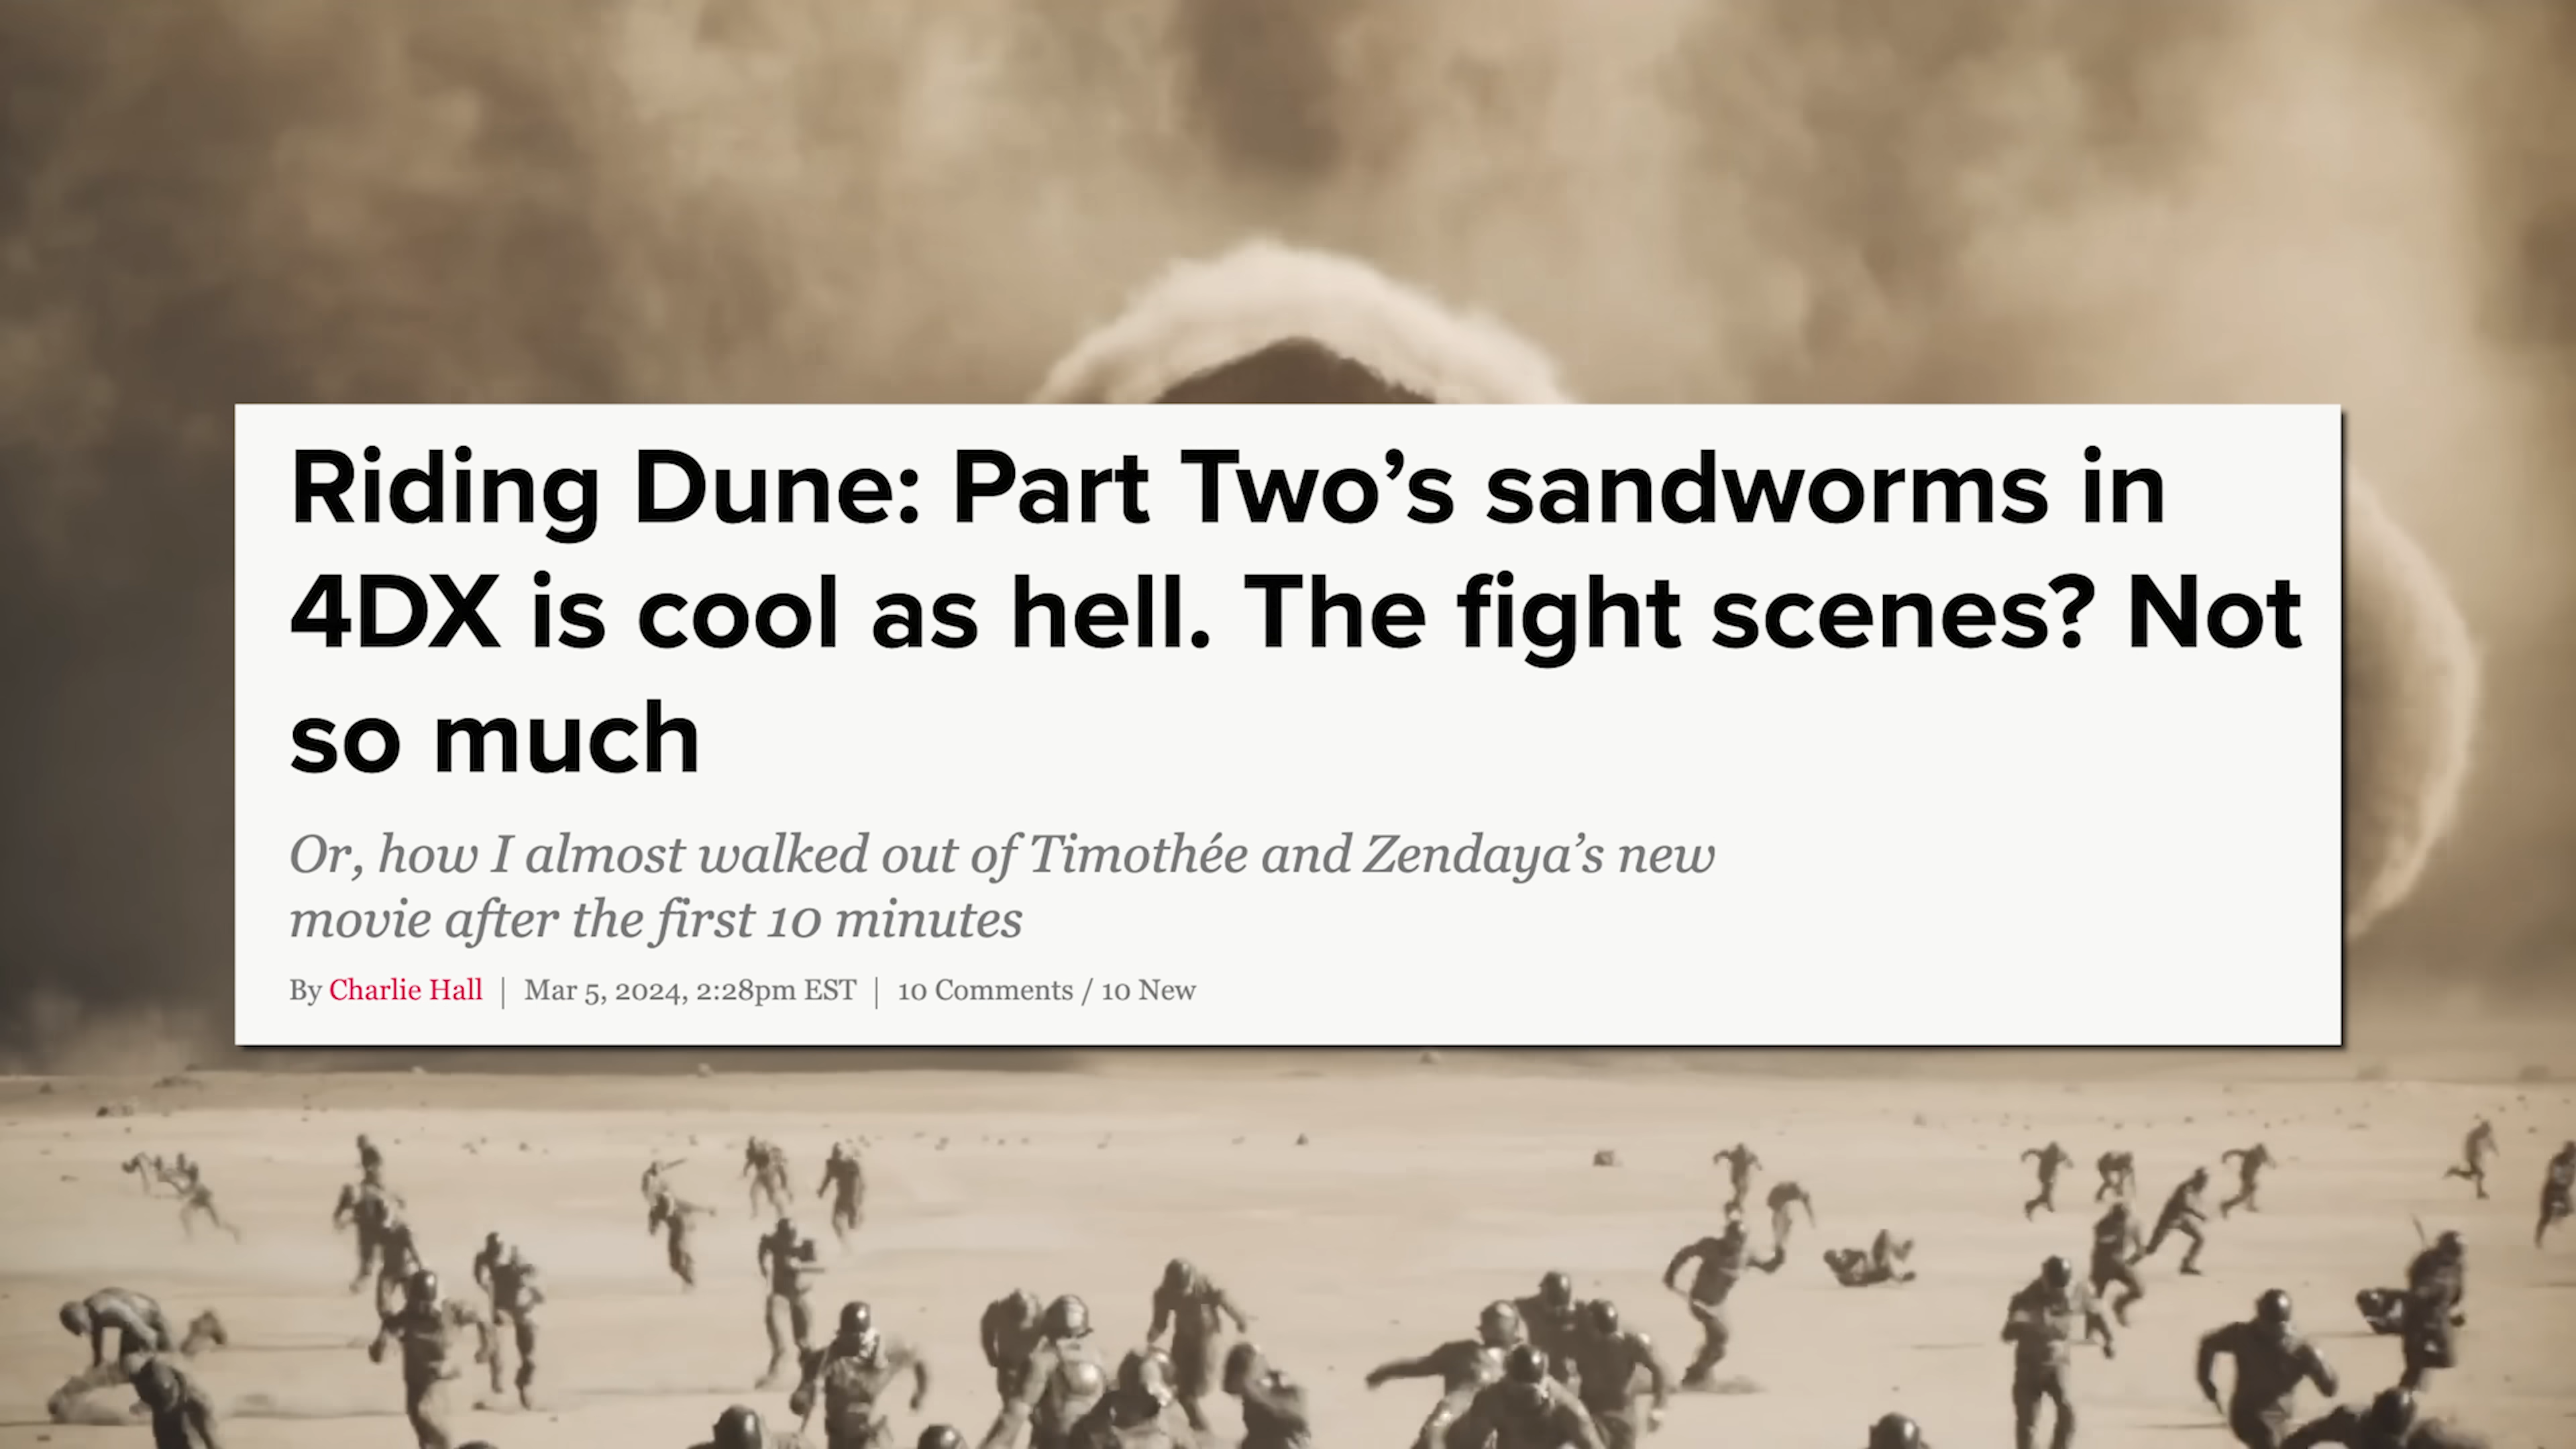 Riding Dune: Part Two’s sandworms in
4DX is cool as hell. The fight scenes? Not
so much
Or, how I almost walked out of Timothée and Zendaya’s new
movie after the first 10 minutes
By Charlie Hall | Mar 5, 2024, 2:28pm EST | 10 Comments / 10 New